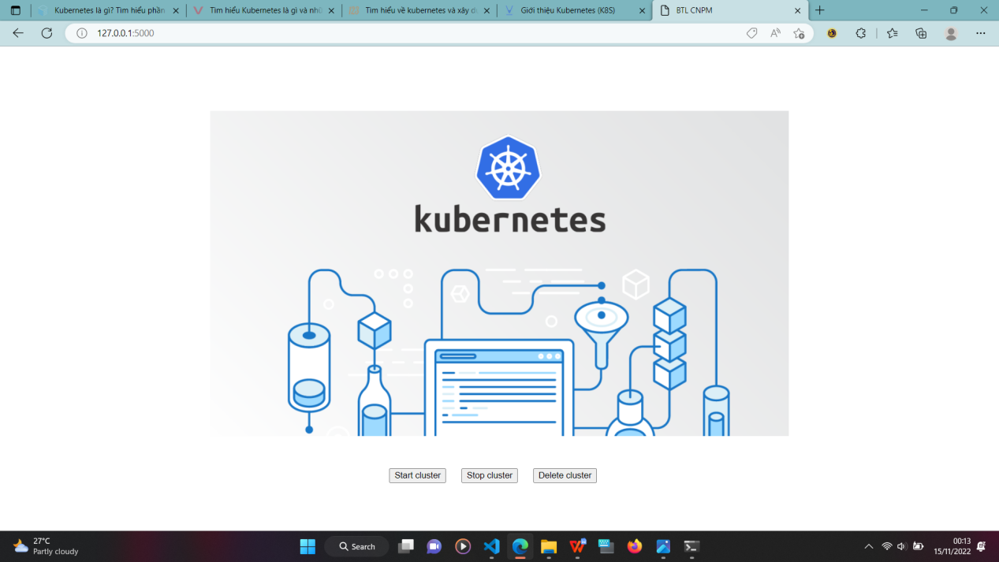 Kubernetes là gì? Tìm hiểu phần
Tìm hiểu Kubernetes là gì và nhữ
Tìm hiểu về kubernetes và xây dự
Giới thiệu Kubernetes (K8S)
BTL CNPM
127.0.0.1:5000
kubernetes
Start cluster
Stop cluster
Delete cluster
27°C
Partly cloudy
Search
00:13
15/11/2022